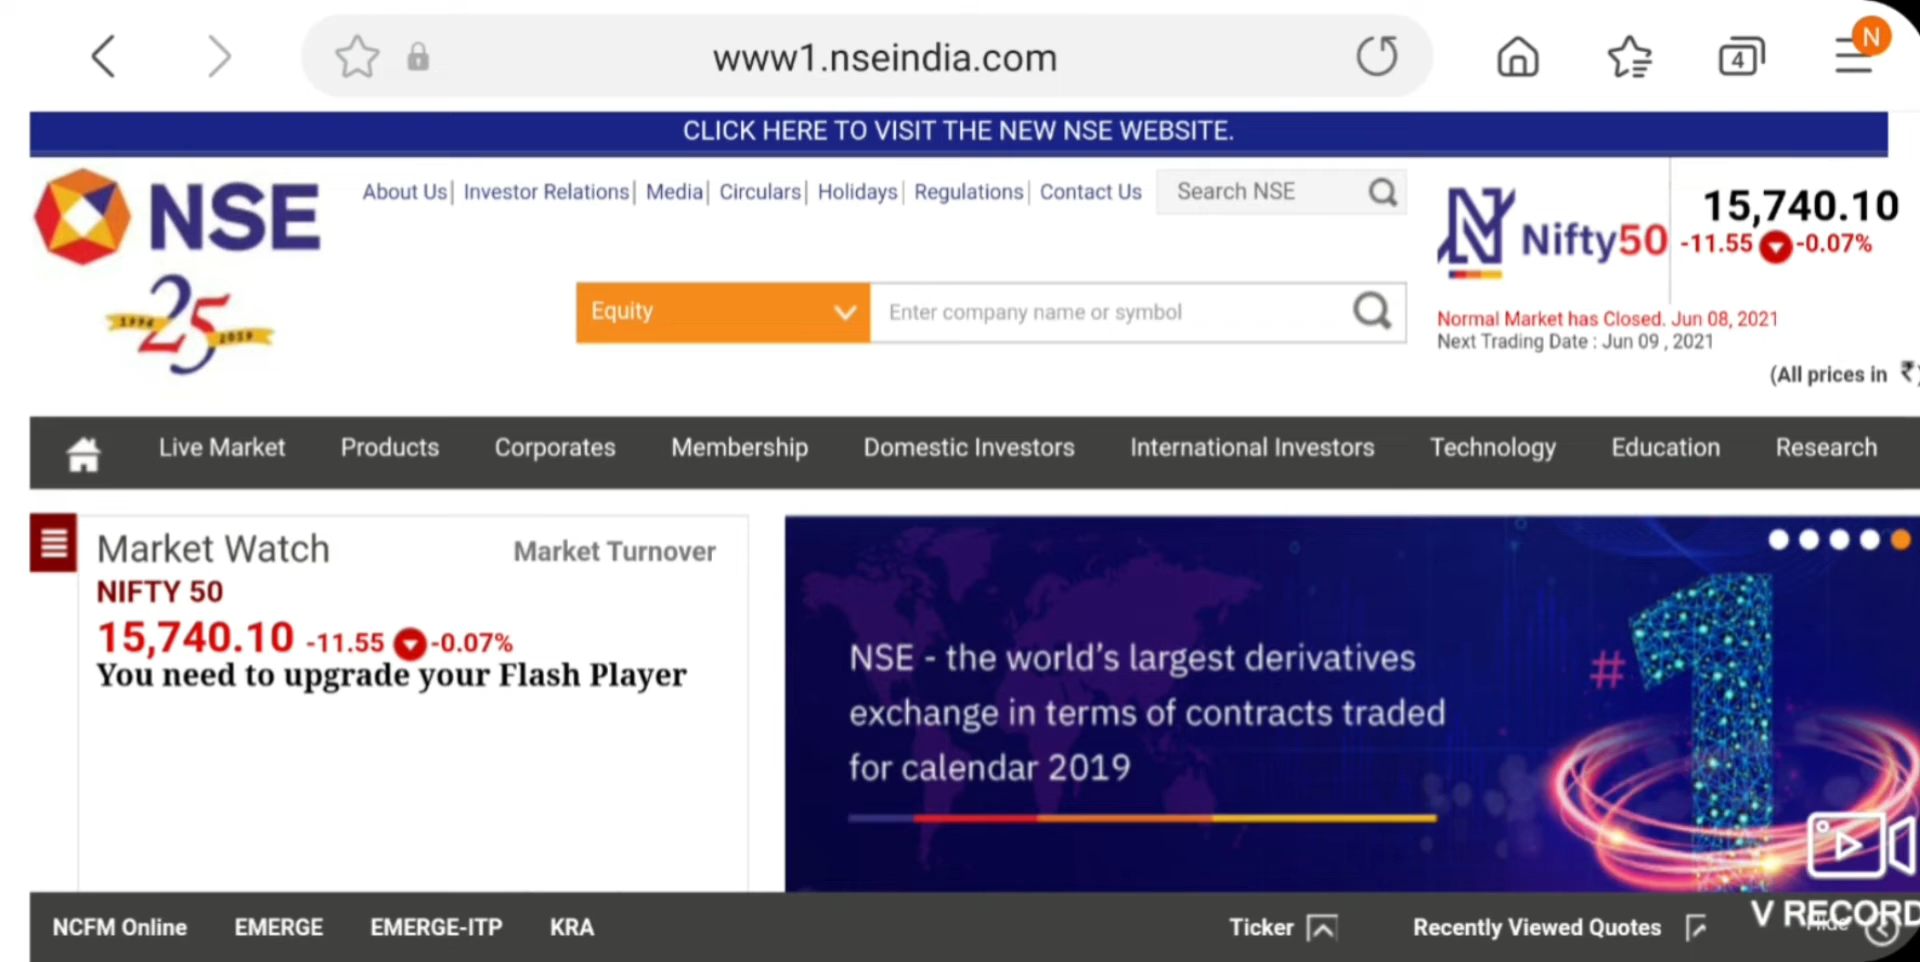 www1.nseindia.com
4
N
CLICK HERE TO VISIT THE NEW NSE WEBSITE.
NSE
About Us| Investor Relations| Media| Circulars| Holidays| Regulations| Contact Us
Search NSE
Nifty50
15,740.10
-11.55 -0.07%
1994 25 2019
Equity
Enter company name or symbol
Normal Market has Closed. Jun 08, 2021
Next Trading Date : Jun 09 , 2021
(All prices in ₹)
Live Market Products Corporates Membership Domestic Investors International Investors Technology Education Research
Market Watch
Market Turnover
NIFTY 50
15,740.10 -11.55 -0.07%
You need to upgrade your Flash Player
NSE - the world's largest derivatives
exchange in terms of contracts traded
for calendar 2019
#1
NCFM Online EMERGE EMERGE-ITP KRA
Ticker
Recently Viewed Quotes
Hide
V RECORD